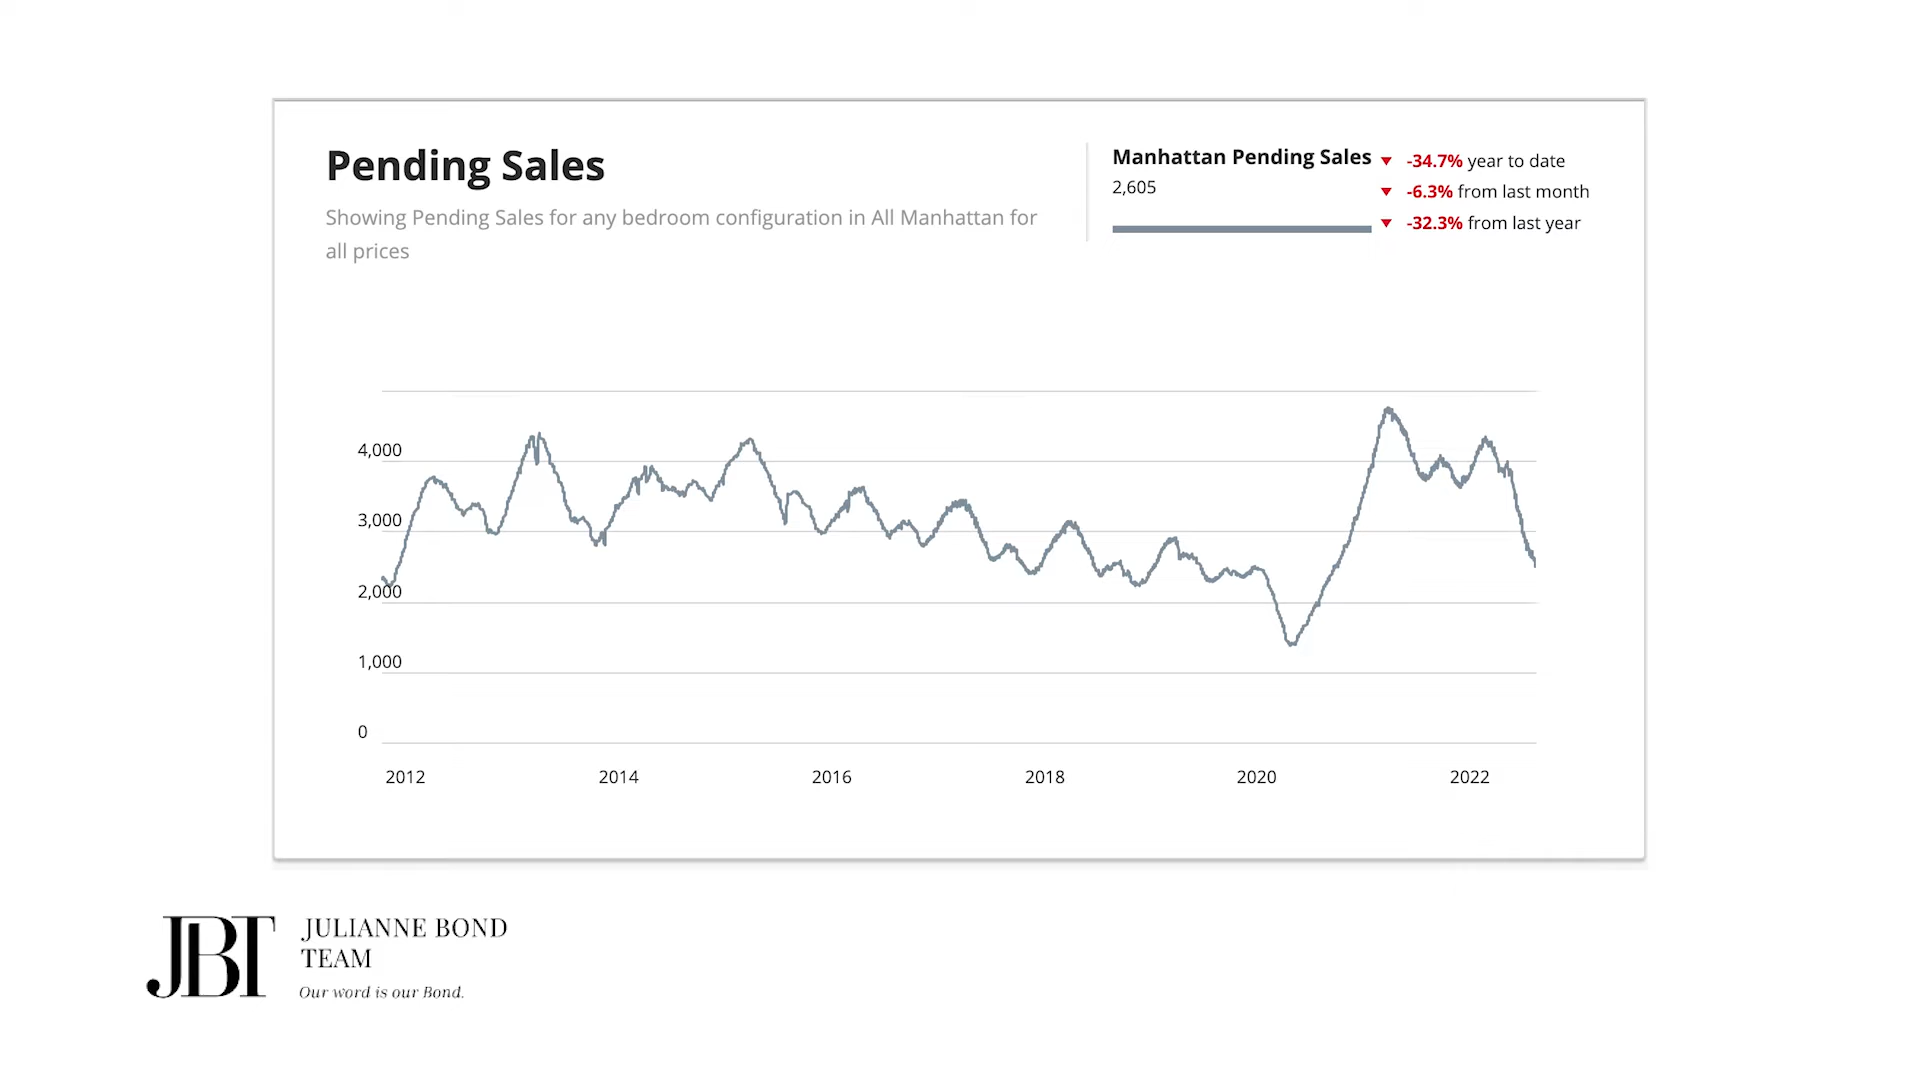 Pending Sales
Showing Pending Sales for any bedroom configuration in All Manhattan for
all prices
Manhattan Pending Sales
2,605
-34.7% year to date
-6.3% from last month
-32.3% from last year
4,000
3,000
2,000
1,000
0
2012 2014 2016 2018 2020 2022
JBT
JULIANNE BOND
TEAM
Our word is our Bond.